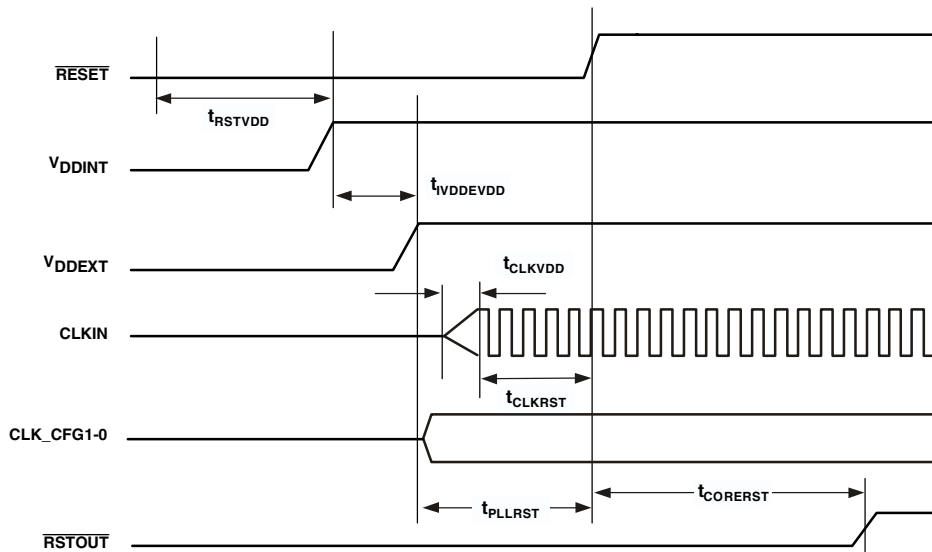 RESET
tRSTVDD
VDDINT
tIVDDEVDD
VDDEXT
tCLKVDD
CLKIN
tCLKRST
CLK_CFG1-0
tPLLRST
tCORERST
RSTOUT